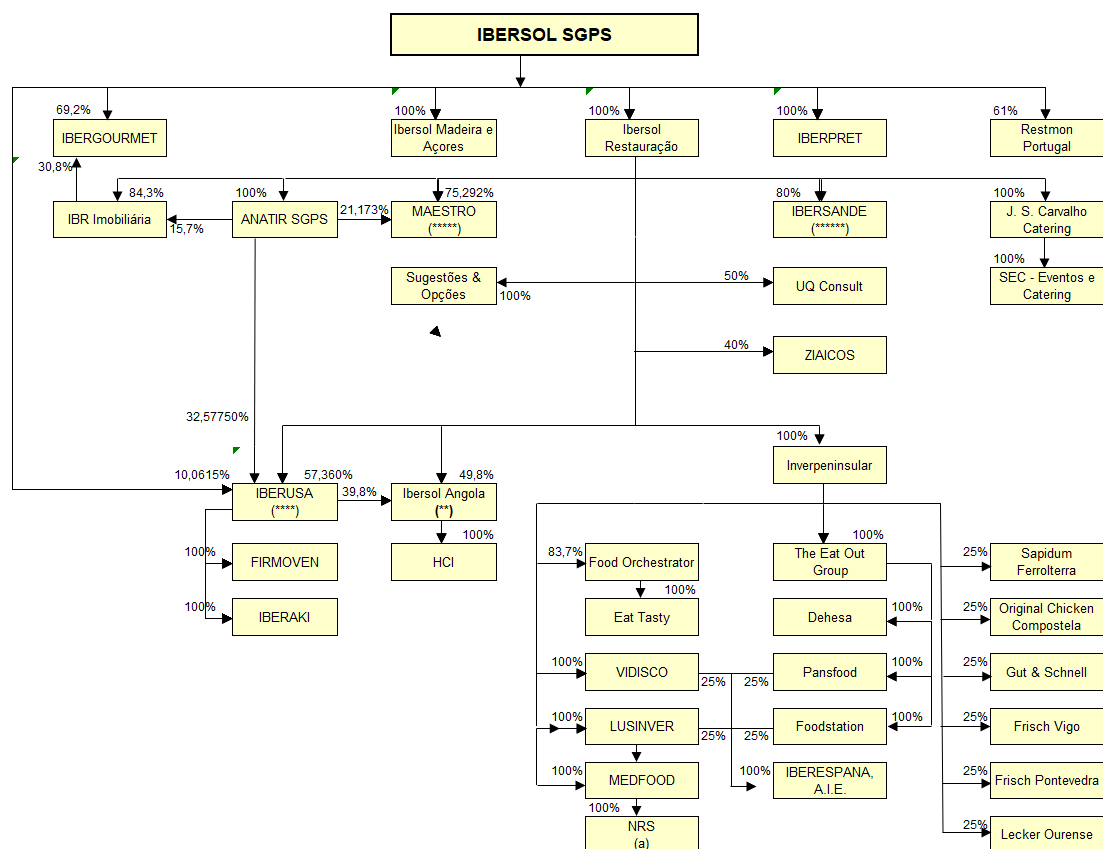 IBERSOL SGPS
69,2%
100%
100%
100%
61%
IBERGOURMET
Ibersol Madeira e
Açores
Ibersol
Restauração
IBERPRET
Restmon
Portugal
30,8%
84,3%
100%
75,292%
80%
100%
IBR Imobiliária
15,7%
ANATIR SGPS
21,173%
MAESTRO
(*****)
IBERSANDE
(******)
J. S. Carvalho
Catering
100%
Sugestões &
Opções
100%
50%
UQ Consult
SEC - Eventos e
Catering
40%
ZIAICOS
32,57750%
100%
Inverpeninsular
10,0615%
57,360%
49,8%
IBERUSA
(****)
39,8%
Ibersol Angola
(**)
100%
100%
100%
FIRMOVEN
HCI
83,7%
Food Orchestrator
The Eat Out
Group
25%
Sapidum
Ferrolterra
100%
100%
IBERAKI
Eat Tasty
Dehesa
100%
25%
Original Chicken
Compostela
100%
VIDISCO
25%
25%
Pansfood
100%
25%
Gut & Schnell
100%
LUSINVER
25%
25%
Foodstation
100%
25%
Frisch Vigo
100%
MEDFOOD
100%
IBERESPANA,
A.I.E.
25%
Frisch Pontevedra
100%
NRS
(a)
25%
Lecker Ourense